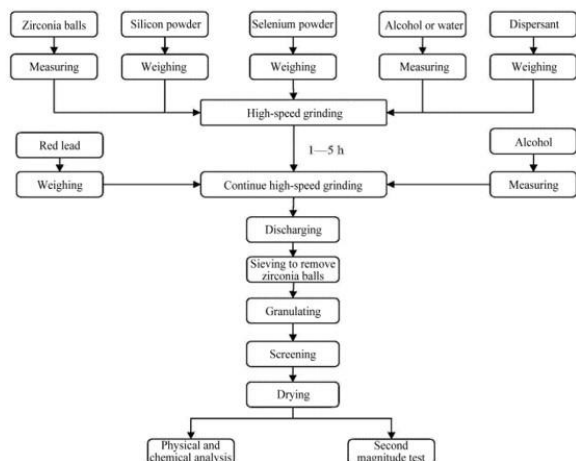 Zirconia balls
Silicon powder
Selenium powder
Alcohol or water
Dispersant
Measuring
Weighing
Weighing
Measuring
Weighing
High-speed grinding
1—5 h
Red lead
Alcohol
Weighing
Continue high-speed grinding
Measuring
Discharging
Sieving to remove
zirconia balls
Granulating
Screening
Drying
Physical and
chemical analysis
Second
magnitude test